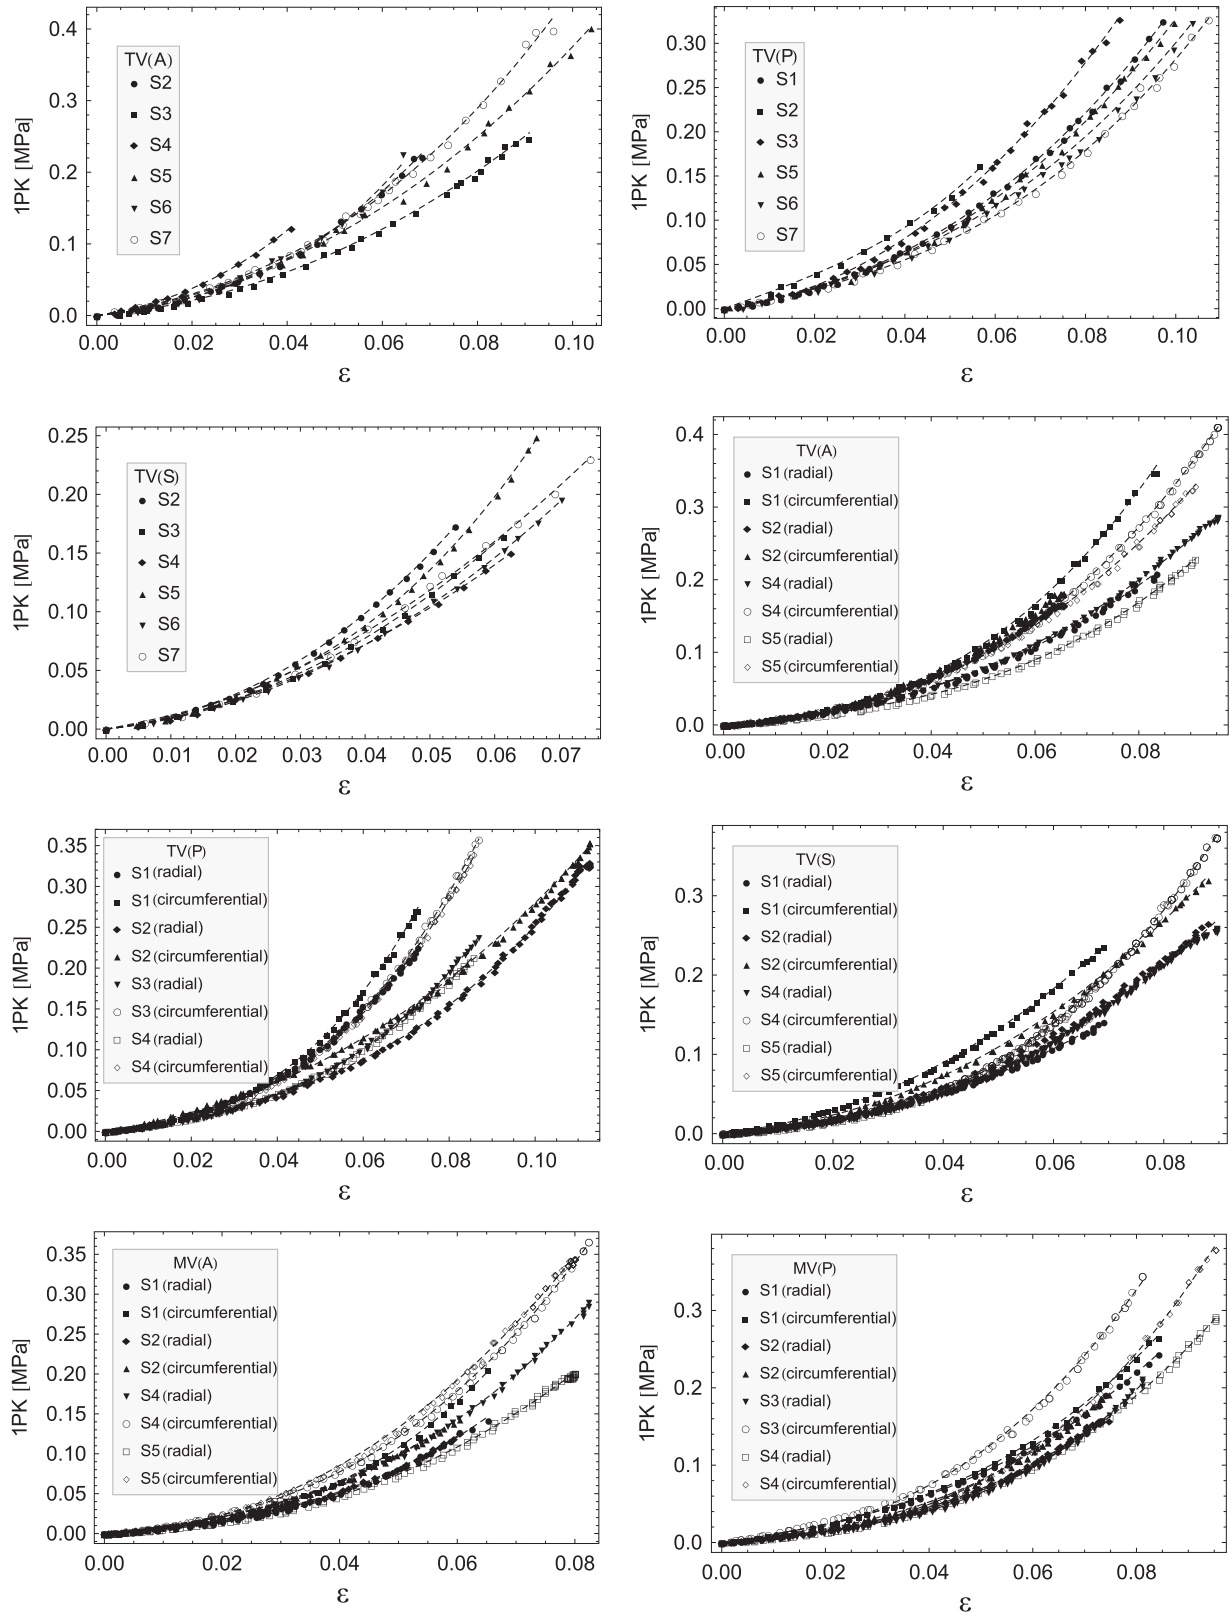 TV(A)
S2
S3
S4
S5
S6
S7
1PK [MPa]
0.4
0.3
0.2
0.1
0.0
0.00 0.02 0.04 0.06 0.08 0.10
ε
TV(P)
S1
S2
S3
S5
S6
S7
1PK [MPa]
0.30
0.25
0.20
0.15
0.10
0.05
0.00
0.00 0.02 0.04 0.06 0.08 0.10
ε
TV(S)
S2
S3
S4
S5
S6
S7
1PK [MPa]
0.25
0.20
0.15
0.10
0.05
0.00
0.00 0.01 0.02 0.03 0.04 0.05 0.06 0.07
ε
TV(A)
S1(radial)
S1(circumferential)
S2(radial)
S2(circumferential)
S4(radial)
S4(circumferential)
S5(radial)
S5(circumferential)
1PK [MPa]
0.4
0.3
0.2
0.1
0.0
0.00 0.02 0.04 0.06 0.08
ε
TV(P)
S1(radial)
S1(circumferential)
S2(radial)
S2(circumferential)
S3(radial)
S3(circumferential)
S4(radial)
S4(circumferential)
1PK [MPa]
0.35
0.30
0.25
0.20
0.15
0.10
0.05
0.00
0.00 0.02 0.04 0.06 0.08 0.10
ε
TV(S)
S1(radial)
S1(circumferential)
S2(radial)
S2(circumferential)
S4(radial)
S4(circumferential)
S5(radial)
S5(circumferential)
1PK [MPa]
0.3
0.2
0.1
0.0
0.00 0.02 0.04 0.06 0.08
ε
MV(A)
S1(radial)
S1(circumferential)
S2(radial)
S2(circumferential)
S4(radial)
S4(circumferential)
S5(radial)
S5(circumferential)
1PK [MPa]
0.35
0.30
0.25
0.20
0.15
0.10
0.05
0.00
0.00 0.02 0.04 0.06 0.08
ε
MV(P)
S1(radial)
S1(circumferential)
S2(radial)
S2(circumferential)
S3(radial)
S3(circumferential)
S4(radial)
S4(circumferential)
1PK [MPa]
0.3
0.2
0.1
0.0
0.00 0.02 0.04 0.06 0.08
ε